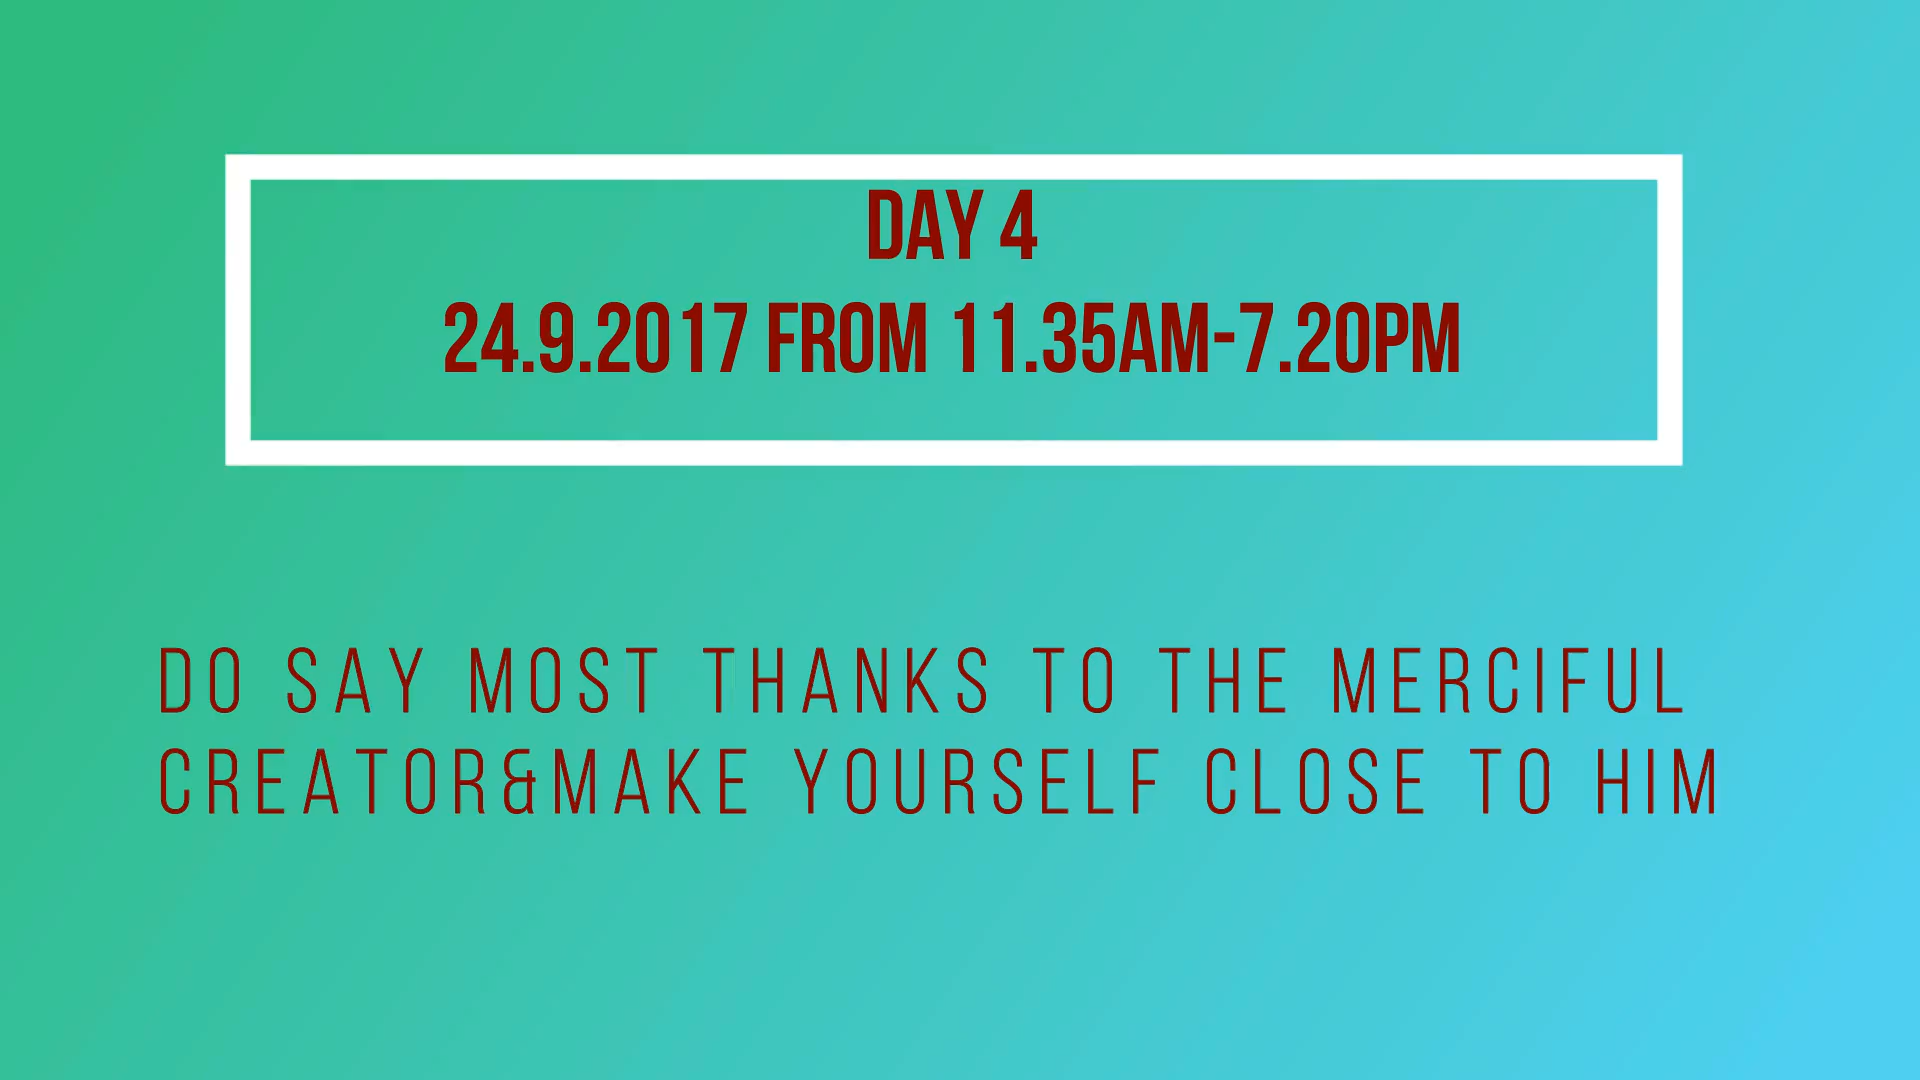 DAY 4
24.9.2017 FROM 11.35AM-7.20PM
DO SAY MOST THANKS TO THE MERCIFUL
CREATOR&MAKE YOURSELF CLOSE TO HIM